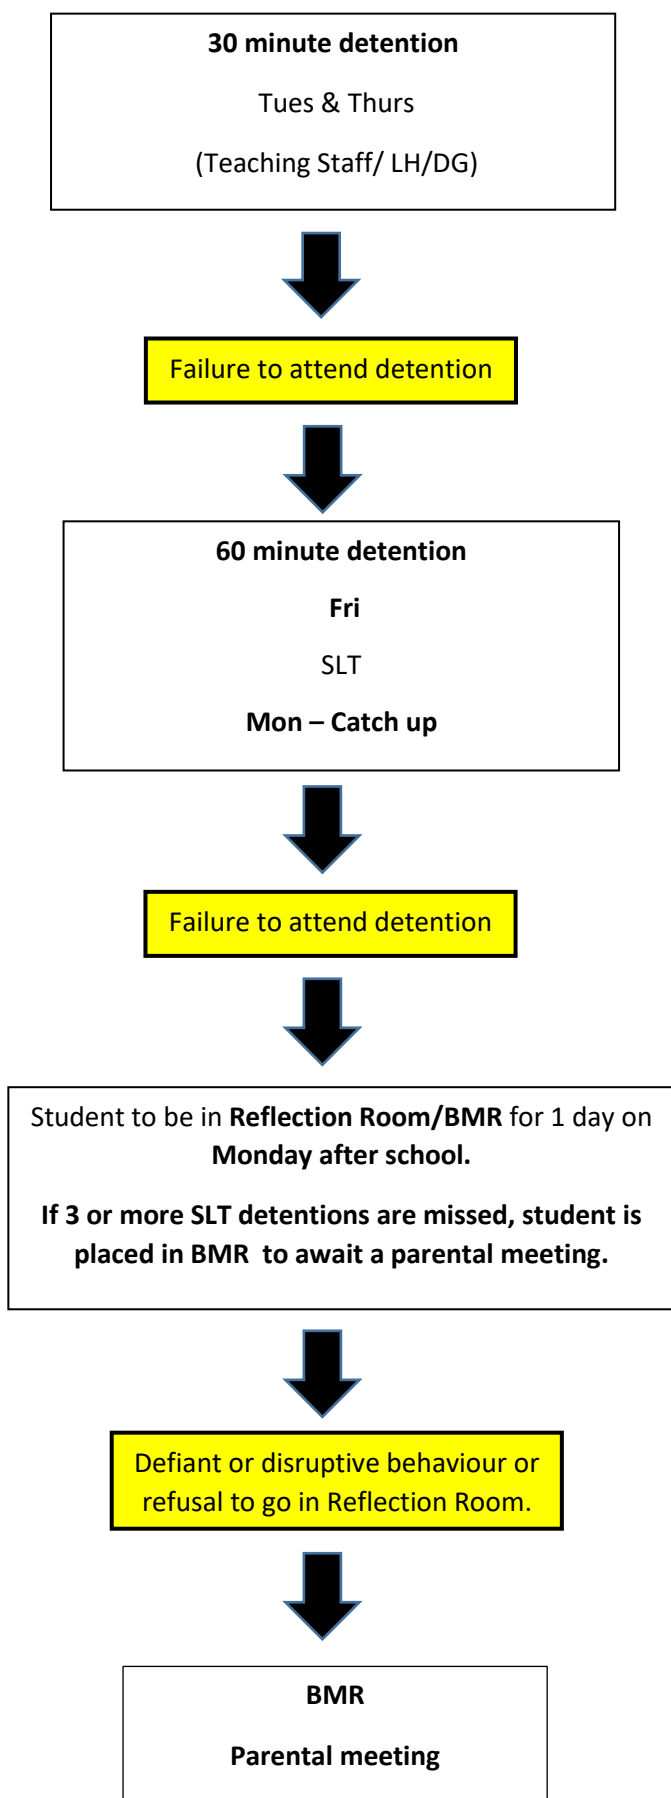 30 minute detention
Tues & Thurs
(Teaching Staff/ LH/DG)
Failure to attend detention
60 minute detention
Fri
SLT
Mon – Catch up
Failure to attend detention
Student to be in Reflection Room/BMR for 1 day on
Monday after school.
If 3 or more SLT detentions are missed, student is
placed in BMR  to await a parental meeting.
Defiant or disruptive behaviour or
refusal to go in Reflection Room.
BMR
Parental meeting